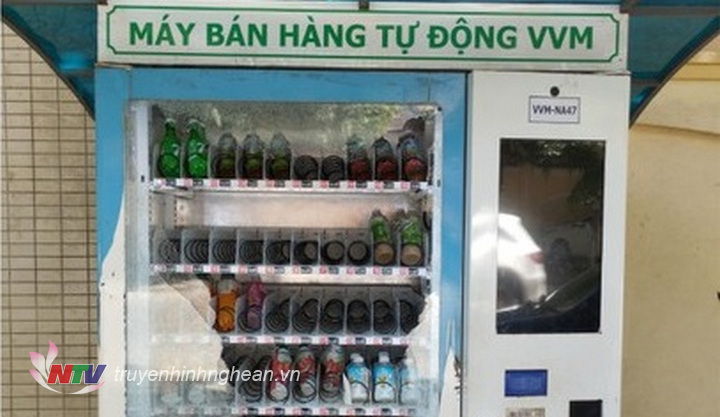 MÁY BÁN HÀNG TỰ ĐỘNG VVM
VVM-NA47
NTV truyenhinhnghean.vn